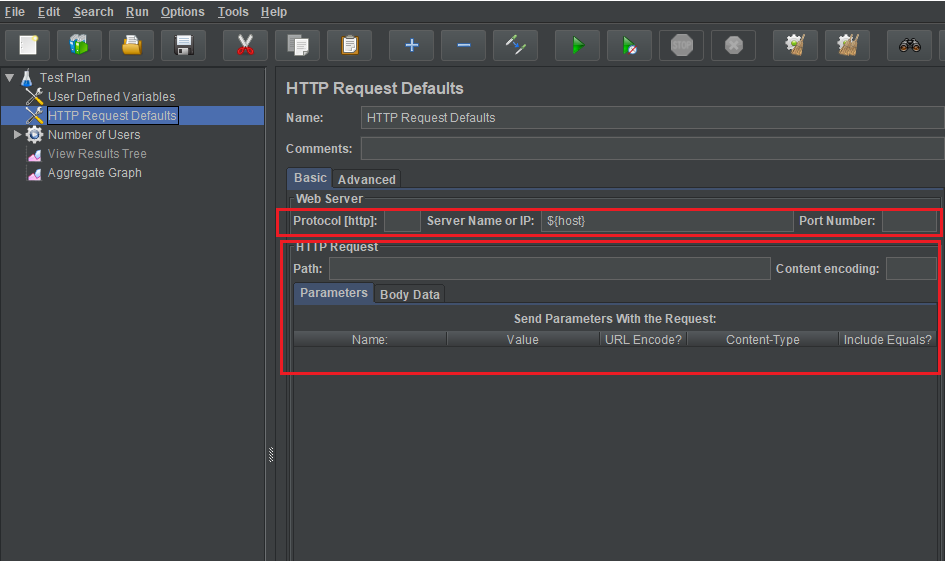 File Edit Search Run Options Tools Help
STOP
Test Plan
User Defined Variables
HTTP Request Defaults
Number of Users
View Results Tree
Aggregate Graph
HTTP Request Defaults
Name: HTTP Request Defaults
Comments:
Basic Advanced
Web Server
Protocol [http]: Server Name or IP: ${host} Port Number:
HTTP Request
Path: Content encoding:
Parameters Body Data
Send Parameters With the Request:
Name: Value URL Encode? Content-Type Include Equals?